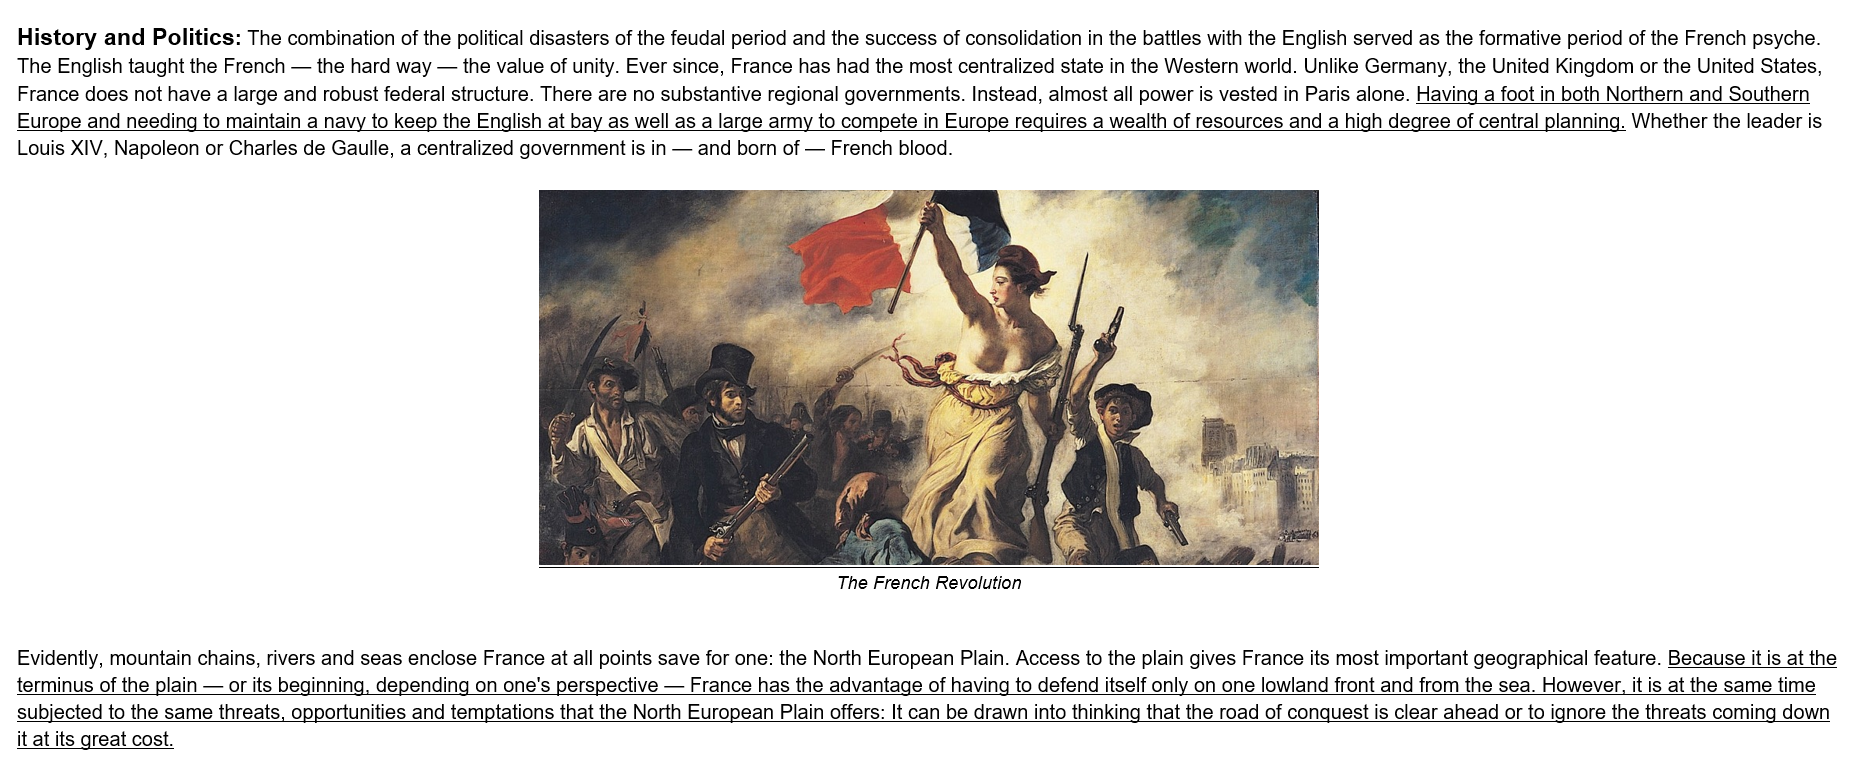 History and Politics: The combination of the political disasters of the feudal period and the success of consolidation in the battles with the English served as the formative period of the French psyche.
The English taught the French — the hard way — the value of unity. Ever since, France has had the most centralized state in the Western world. Unlike Germany, the United Kingdom or the United States,
France does not have a large and robust federal structure. There are no substantive regional governments. Instead, almost all power is vested in Paris alone. Having a foot in both Northern and Southern
Europe and needing to maintain a navy to keep the English at bay as well as a large army to compete in Europe requires a wealth of resources and a high degree of central planning. Whether the leader is
Louis XIV, Napoleon or Charles de Gaulle, a centralized government is in — and born of — French blood.
The French Revolution
Evidently, mountain chains, rivers and seas enclose France at all points save for one: the North European Plain. Access to the plain gives France its most important geographical feature. Because it is at the
terminus of the plain — or its beginning, depending on one's perspective — France has the advantage of having to defend itself only on one lowland front and from the sea. However, it is at the same time
subjected to the same threats, opportunities and temptations that the North European Plain offers: It can be drawn into thinking that the road of conquest is clear ahead or to ignore the threats coming down
it at its great cost.